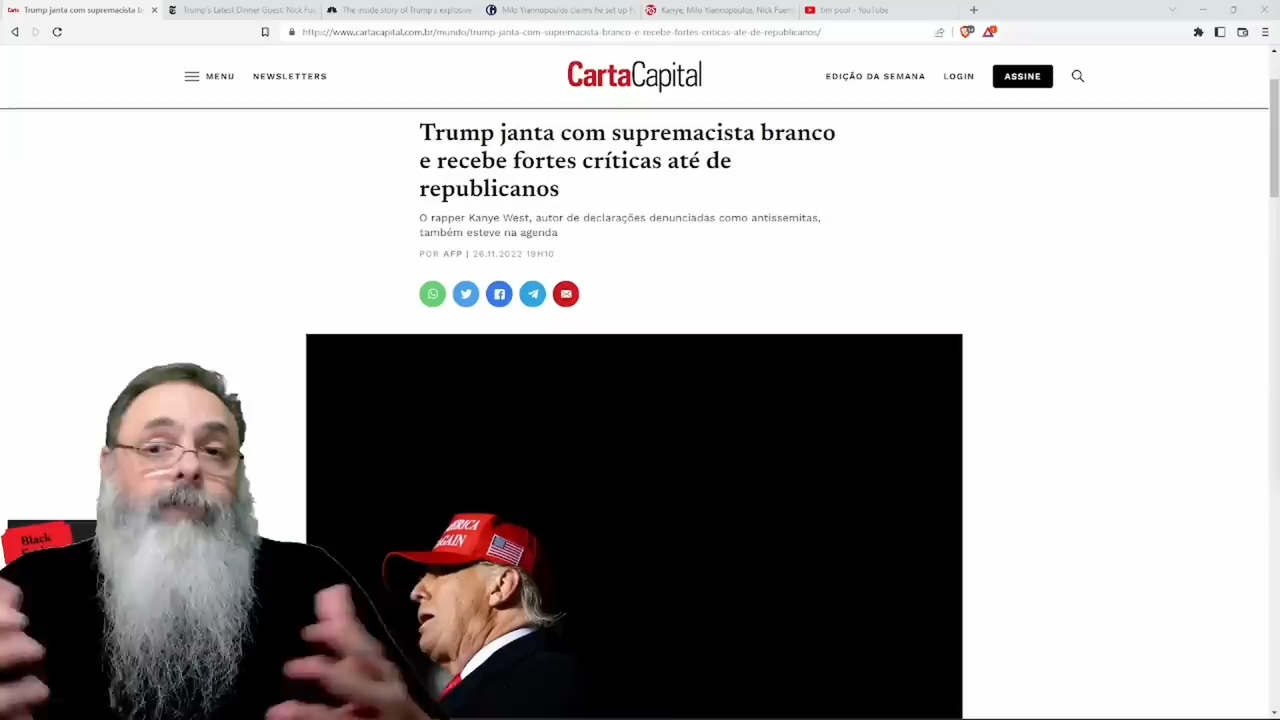 Trump janta com supremacista b
Trump's Latest Dinner Guest: Nick Fue
The inside story of Trump's explosive
Milo Yiannopoulos claims he set up
Kanye, Milo Yiannopoulos, Nick Fuent
tim pool - YouTube
https://www.cartacapital.com.br/mundo/trump-janta-com-supremacista-branco-e-recebe-fortes-criticas-ate-de-republicanos/
MENU
NEWSLETTERS
CartaCapital
EDIÇÃO DA SEMANA
LOGIN
ASSINE
Trump janta com supremacista branco
e recebe fortes críticas até de
republicanos
O rapper Kanye West, autor de declarações denunciadas como antissemitas,
também esteve na agenda
POR AFP | 26.11.2022 19H10
Black
AGAIN